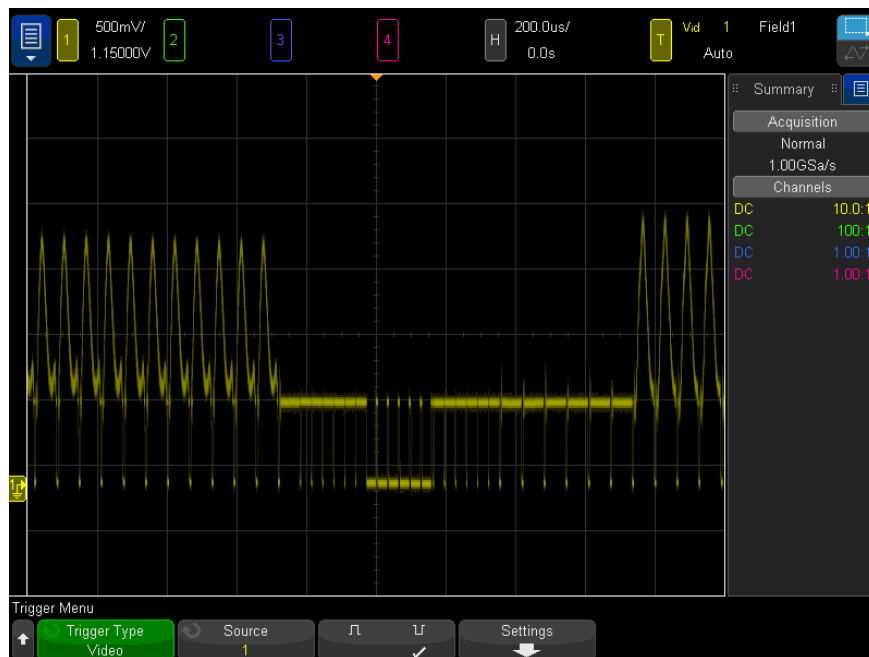 1
500mV/
1.15000V
2
3
4
H
200.0us/
0.0s
T
Vid 1 Field1
Auto
Summary
Acquisition
Normal
1.00GSa/s
Channels
DC 10.0:1
DC 100:1
DC 1.00:1
DC 1.00:1
1
Trigger Menu
Trigger Type
Video
Source
1
Settings